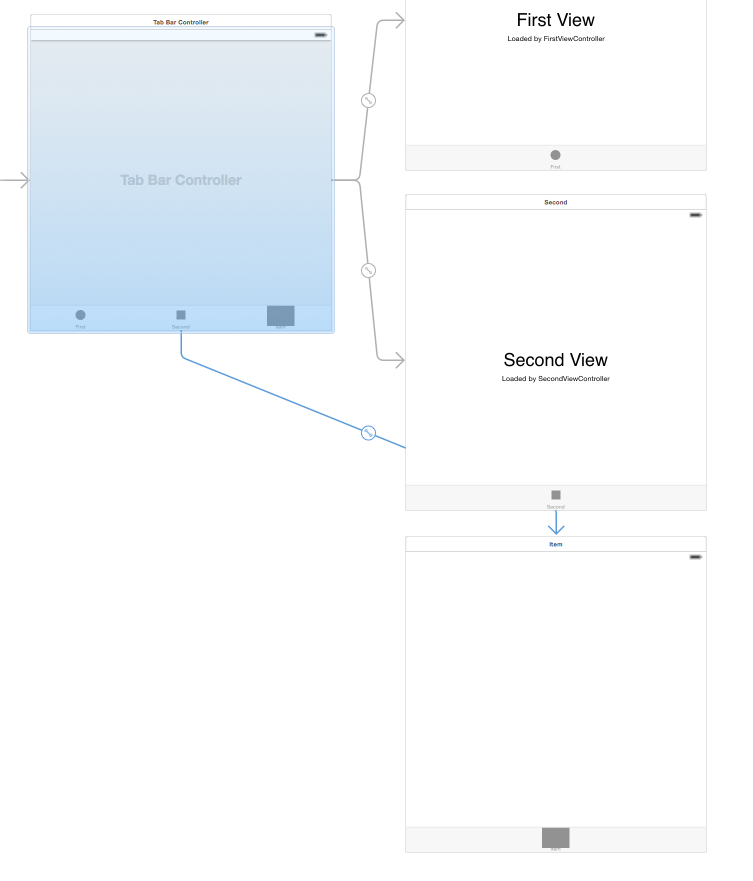 Tab Bar Controller
Tab Bar Controller
First
Second
Item
First View
Loaded by FirstViewController
First
Second
Second View
Loaded by SecondViewController
Second
Item
Item